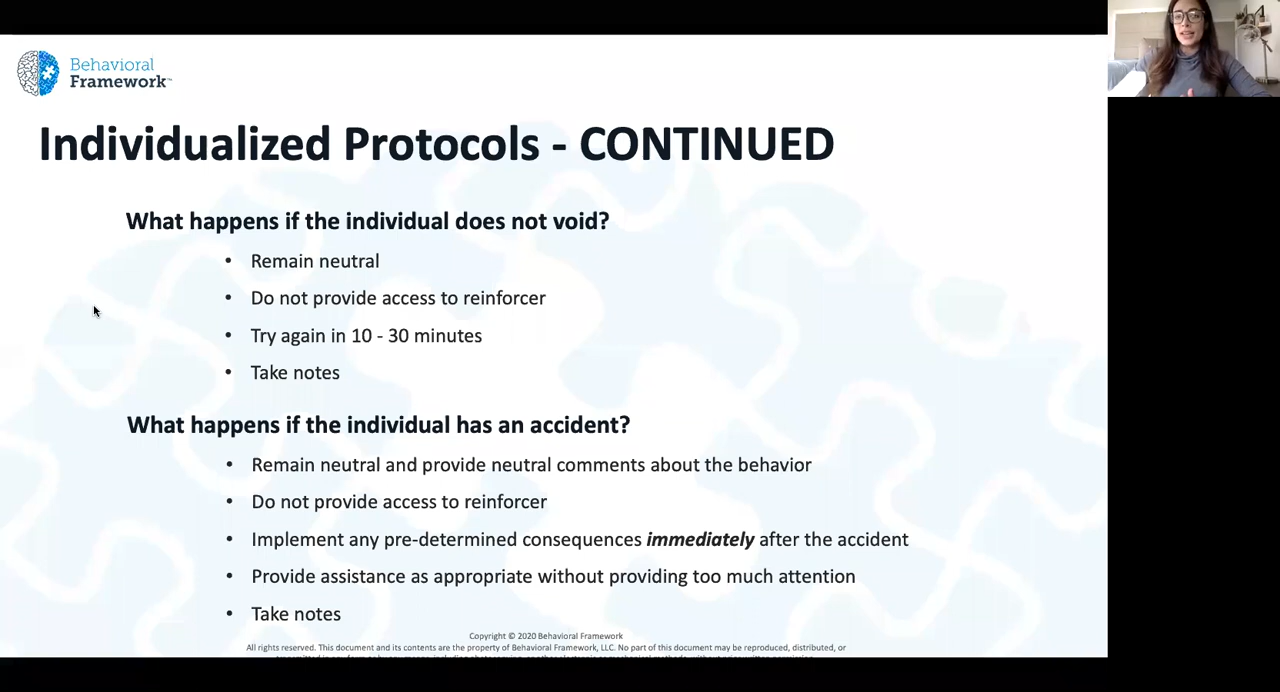 Behavioral
Framework™
Individualized Protocols - CONTINUED
What happens if the individual does not void?
• Remain neutral
• Do not provide access to reinforcer
• Try again in 10 - 30 minutes
• Take notes
What happens if the individual has an accident?
• Remain neutral and provide neutral comments about the behavior
• Do not provide access to reinforcer
• Implement any pre-determined consequences immediately after the accident
• Provide assistance as appropriate without providing too much attention
• Take notes
Copyright © 2020 Behavioral Framework
All rights reserved. This document and its contents are the property of Behavioral Framework, LLC. No part of this document may be reproduced, distributed, or